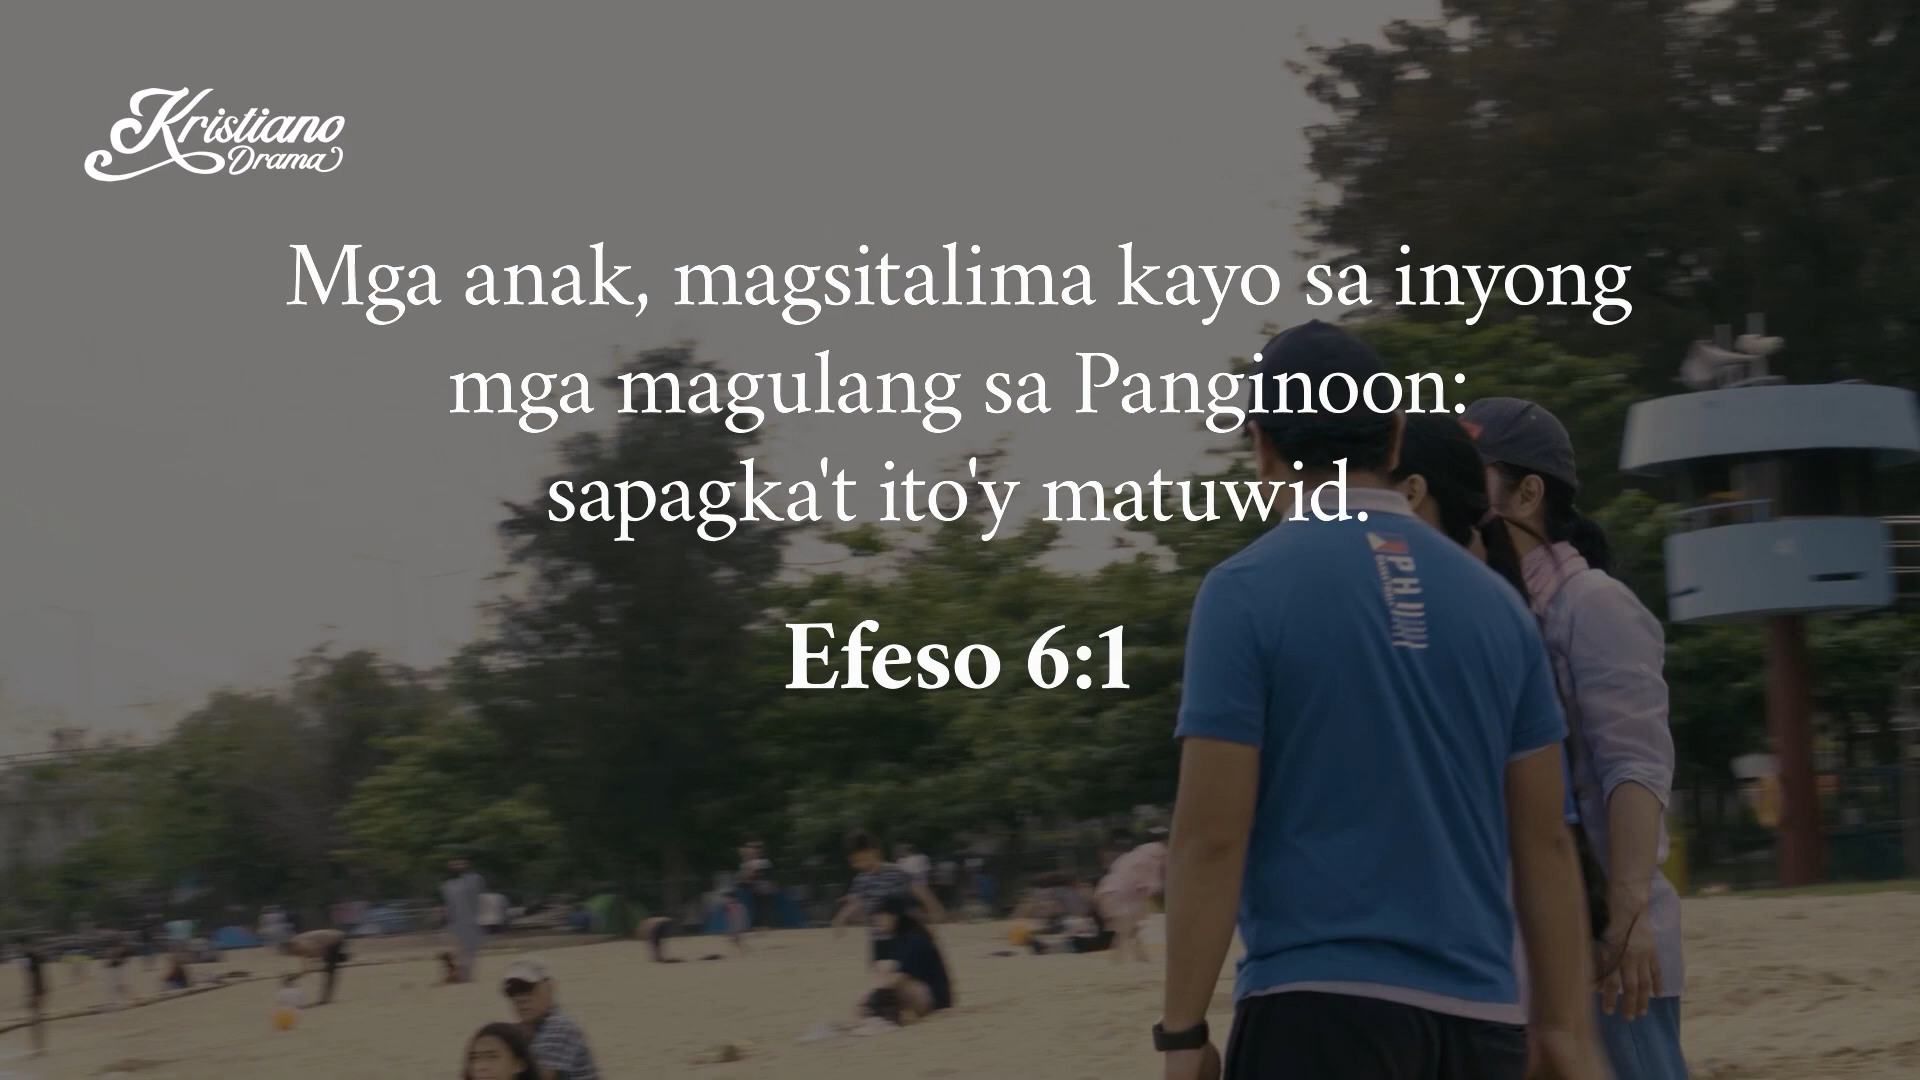 Kristiano
Drama
Mga anak, magsitalima kayo sa inyong
mga magulang sa Panginoon:
sapagka't ito'y matuwid.
Efeso 6:1